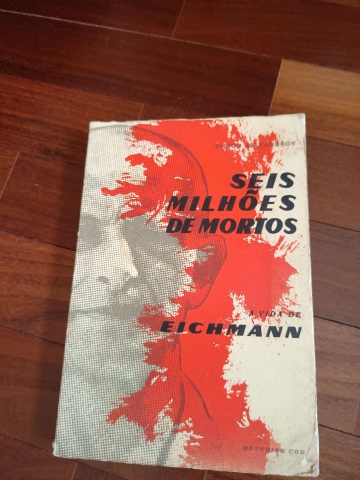 SEIS
MILHÕES
DE MORTOS
A VIDA DE
EICHMANN